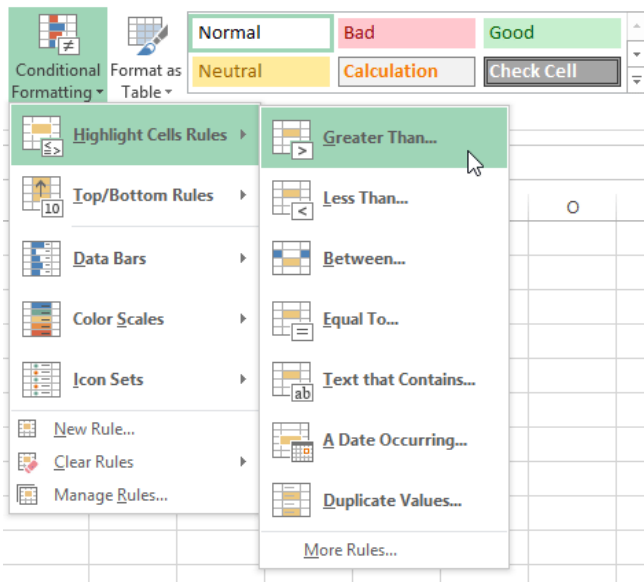 Conditional
Formatting
Format as
Table
Normal
Bad
Good
Neutral
Calculation
Check Cell
Highlight Cells Rules
Top/Bottom Rules
10
Data Bars
Color Scales
Icon Sets
New Rule...
Clear Rules
Manage Rules...
Greater Than...
Less Than...
Between...
Equal To...
Text that Contains...
ab
A Date Occurring...
Duplicate Values...
More Rules...
O